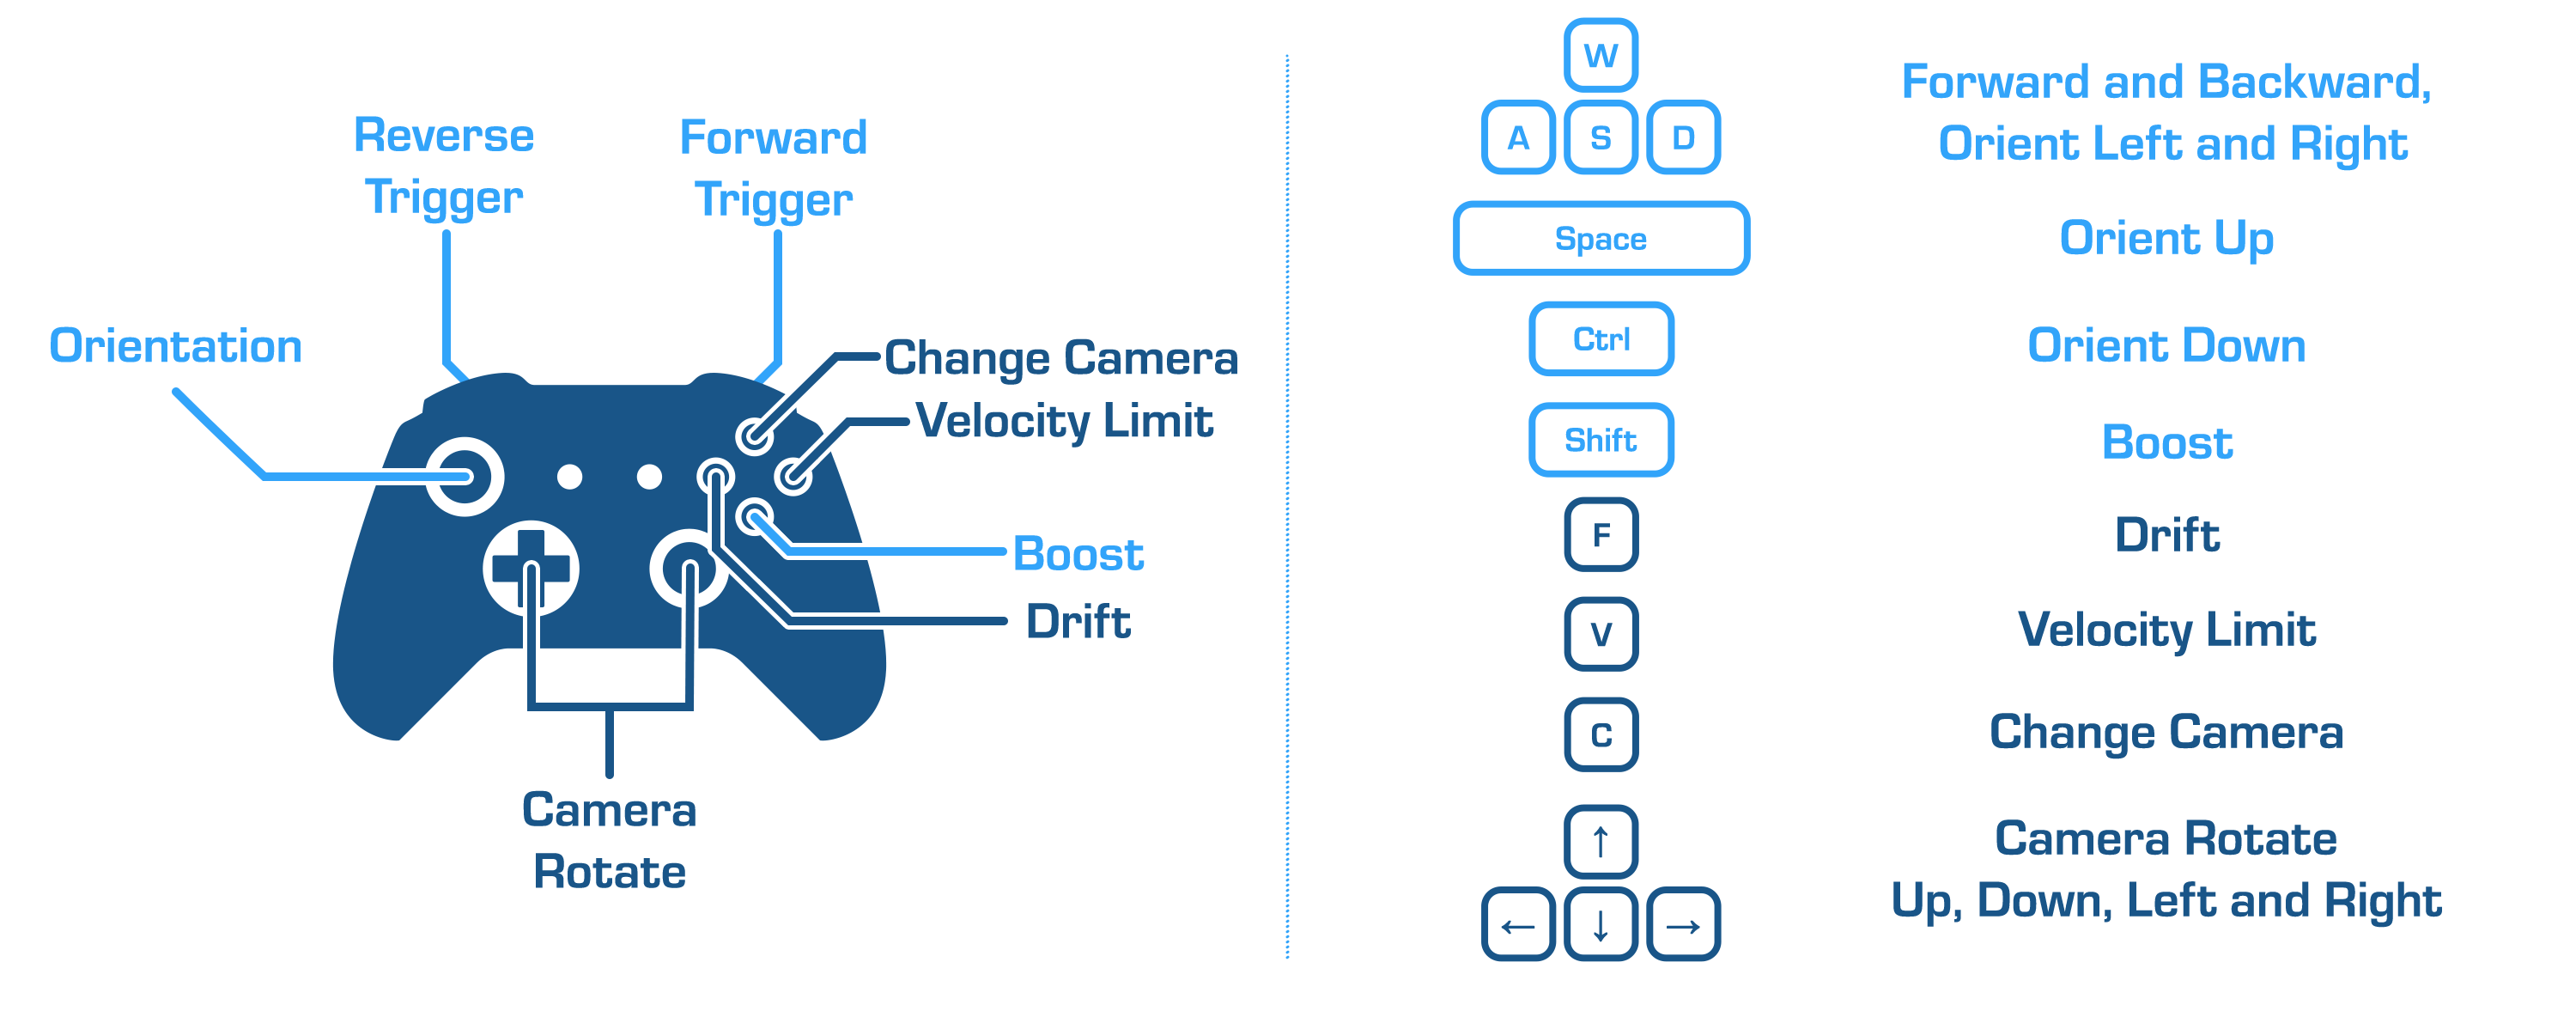 Reverse
Trigger
Forward
Trigger
Orientation
Change Camera
Velocity Limit
Boost
Drift
Camera
Rotate
W
A S D
Forward and Backward,
Orient Left and Right
Space
Orient Up
Ctrl
Orient Down
Shift
Boost
F
Drift
V
Velocity Limit
C
Change Camera
↑
← ↓ →
Camera Rotate
Up, Down, Left and Right